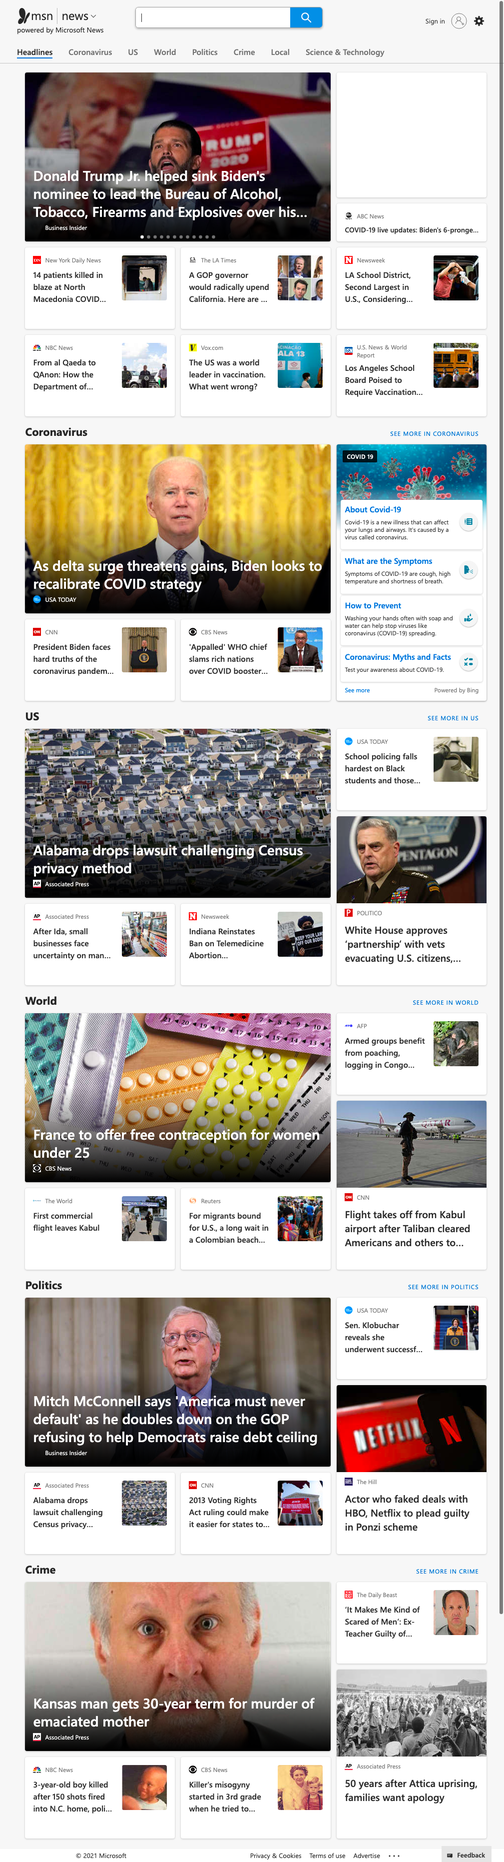 msn | news
powered by Microsoft News
Sign in
Headlines Coronavirus US World Politics Crime Local Science & Technology
TRUMP
2020
Donald Trump Jr. helped sink Biden's
nominee to lead the Bureau of Alcohol,
Tobacco, Firearms and Explosives over his...
Business Insider
ABC News
COVID-19 live updates: Biden's 6-pronge...
New York Daily News
14 patients killed in
blaze at North
Macedonia COVID...
The LA Times
A GOP governor
would radically upend
California. Here are ...
Newsweek
LA School District,
Second Largest in
U.S., Considering...
NBC News
From al Qaeda to
QAnon: How the
Department of...
Vox.com
The US was a world
leader in vaccination.
What went wrong?
U.S. News & World
Report
Los Angeles School
Board Poised to
Require Vaccination...
Coronavirus
SEE MORE IN CORONAVIRUS
As delta surge threatens gains, Biden looks to
recalibrate COVID strategy
USA TODAY
COVID 19
About Covid-19
Covid-19 is a new illness that can affect
your lungs and airways. It's caused by a
virus called coronavirus.
What are the Symptoms
Symptoms of COVID-19 are cough, high
temperature and shortness of breath.
How to Prevent
Washing your hands often with soap and
water can help stop viruses like
coronavirus (COVID-19) spreading.
Coronavirus: Myths and Facts
Test your awareness about COVID-19.
See more
Powered by Bing
CNN
President Biden faces
hard truths of the
coronavirus pandem...
CBS News
'Appalled' WHO chief
slams rich nations
over COVID booster...
US
SEE MORE IN US
Alabama drops lawsuit challenging Census
privacy method
Associated Press
USA TODAY
School policing falls
hardest on Black
students and those...
PENTAGON
POLITICO
White House approves
'partnership' with vets
evacuating U.S. citizens,...
Associated Press
After Ida, small
businesses face
uncertainty on man...
Newsweek
Indiana Reinstates
Ban on Telemedicine
Abortion...
World
SEE MORE IN WORLD
France to offer free contraception for women
under 25
CBS News
AFP
Armed groups benefit
from poaching,
logging in Congo...
CNN
Flight takes off from Kabul
airport after Taliban cleared
Americans and others to...
The World
First commercial
flight leaves Kabul
Reuters
For migrants bound
for U.S., a long wait in
a Colombian beach...
Politics
SEE MORE IN POLITICS
Mitch McConnell says 'America must never
default' as he doubles down on the GOP
refusing to help Democrats raise debt ceiling
Business Insider
USA TODAY
Sen. Klobuchar
reveals she
underwent successf...
NETFLIX N
The Hill
Actor who faked deals with
HBO, Netflix to plead guilty
in Ponzi scheme
Associated Press
Alabama drops
lawsuit challenging
Census privacy...
CNN
2013 Voting Rights
Act ruling could make
it easier for states to...
Crime
SEE MORE IN CRIME
Kansas man gets 30-year term for murder of
emaciated mother
Associated Press
The Daily Beast
'It Makes Me Kind of
Scared of Men': Ex-
Teacher Guilty of...
Associated Press
50 years after Attica uprising,
families want apology
NBC News
3-year-old boy killed
after 150 shots fired
into N.C. home, poli...
CBS News
Killer's misogyny
started in 3rd grade
when he tried to...
© 2021 Microsoft
Privacy & Cookies Terms of use Advertise ...
Feedback